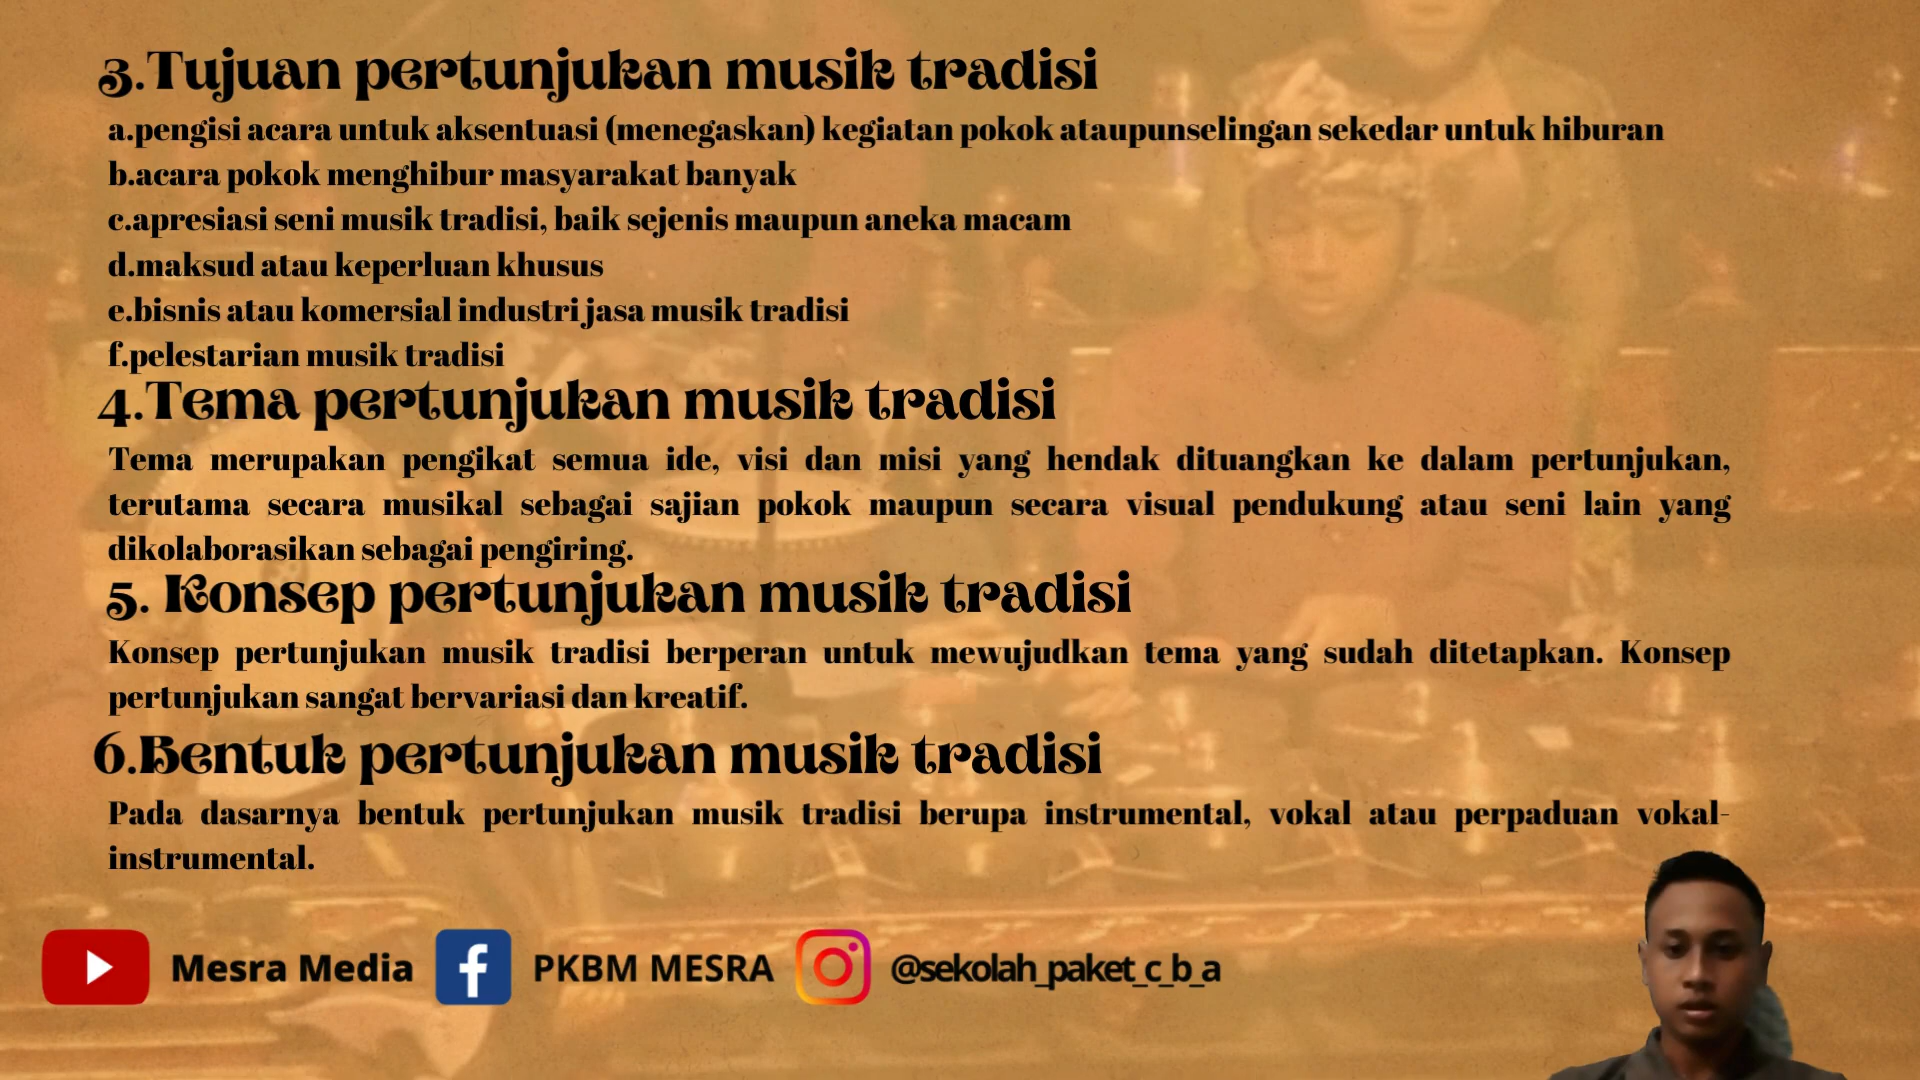 3.Tujuan pertunjukan musik tradisi
a.pengisi acara untuk aksentuasi (menegaskan) kegiatan pokok ataupunselingan sekedar untuk hiburan
b.acara pokok menghibur masyarakat banyak
c.apresiasi seni musik tradisi, baik sejenis maupun aneka macam
d.maksud atau keperluan khusus
e.bisnis atau komersial industri jasa musik tradisi
f.pelestarian musik tradisi
4.Tema pertunjukan musik tradisi
Tema merupakan pengikat semua ide, visi dan misi yang hendak dituangkan ke dalam pertunjukan,
terutama secara musikal sebagai sajian pokok maupun secara visual pendukung atau seni lain yang
dikolaborasikan sebagai pengiring.
5. Konsep pertunjukan musik tradisi
Konsep pertunjukan musik tradisi berperan untuk mewujudkan tema yang sudah ditetapkan. Konsep
pertunjukan sangat bervariasi dan kreatif.
6.Bentuk pertunjukan musik tradisi
Pada dasarnya bentuk pertunjukan musik tradisi berupa instrumental, vokal atau perpaduan vokal-
instrumental.
Mesra Media PKBM MESRA @sekolah_paket_c_b_a